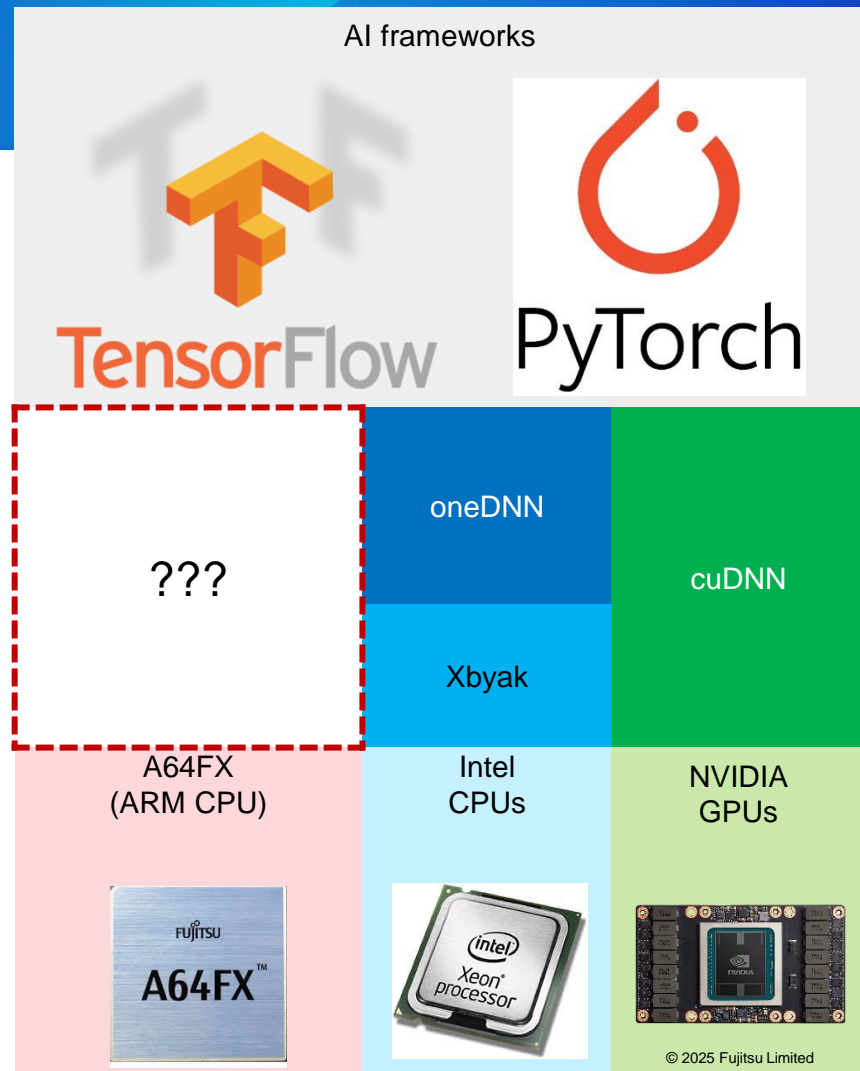 AI frameworks
TensorFlow
PyTorch
???
oneDNN
cuDNN
Xbyak
A64FX
(ARM CPU)
Intel
CPUs
NVIDIA
GPUs
FUJITSU
A64FX™
intel
Xeon®
processor
NVIDIA
© 2025 Fujitsu Limited